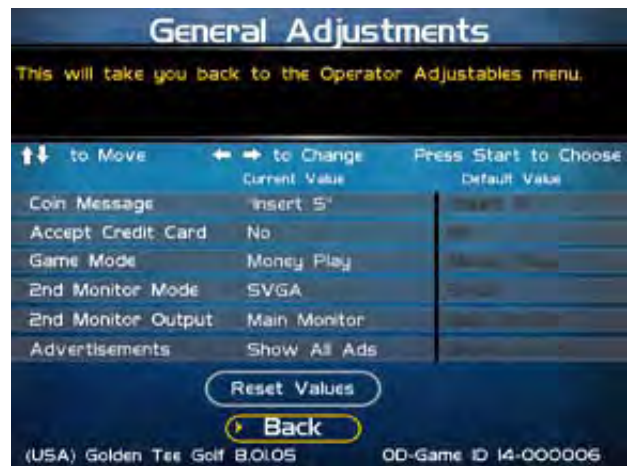 General Adjustments
This will take you back to the Operator Adjustables menu.
to Move to Change Press Start to Choose
Current Value Default Value
Coin Message "Insert 5"
Accept Credit Card No
Game Mode Money Play
2nd Monitor Mode SVGA
2nd Monitor Output Main Monitor
Advertisements Show All Ads
Reset Values
Back
(USA) Golden Tee Golf 8.01.05 OD-Game ID 14-000006